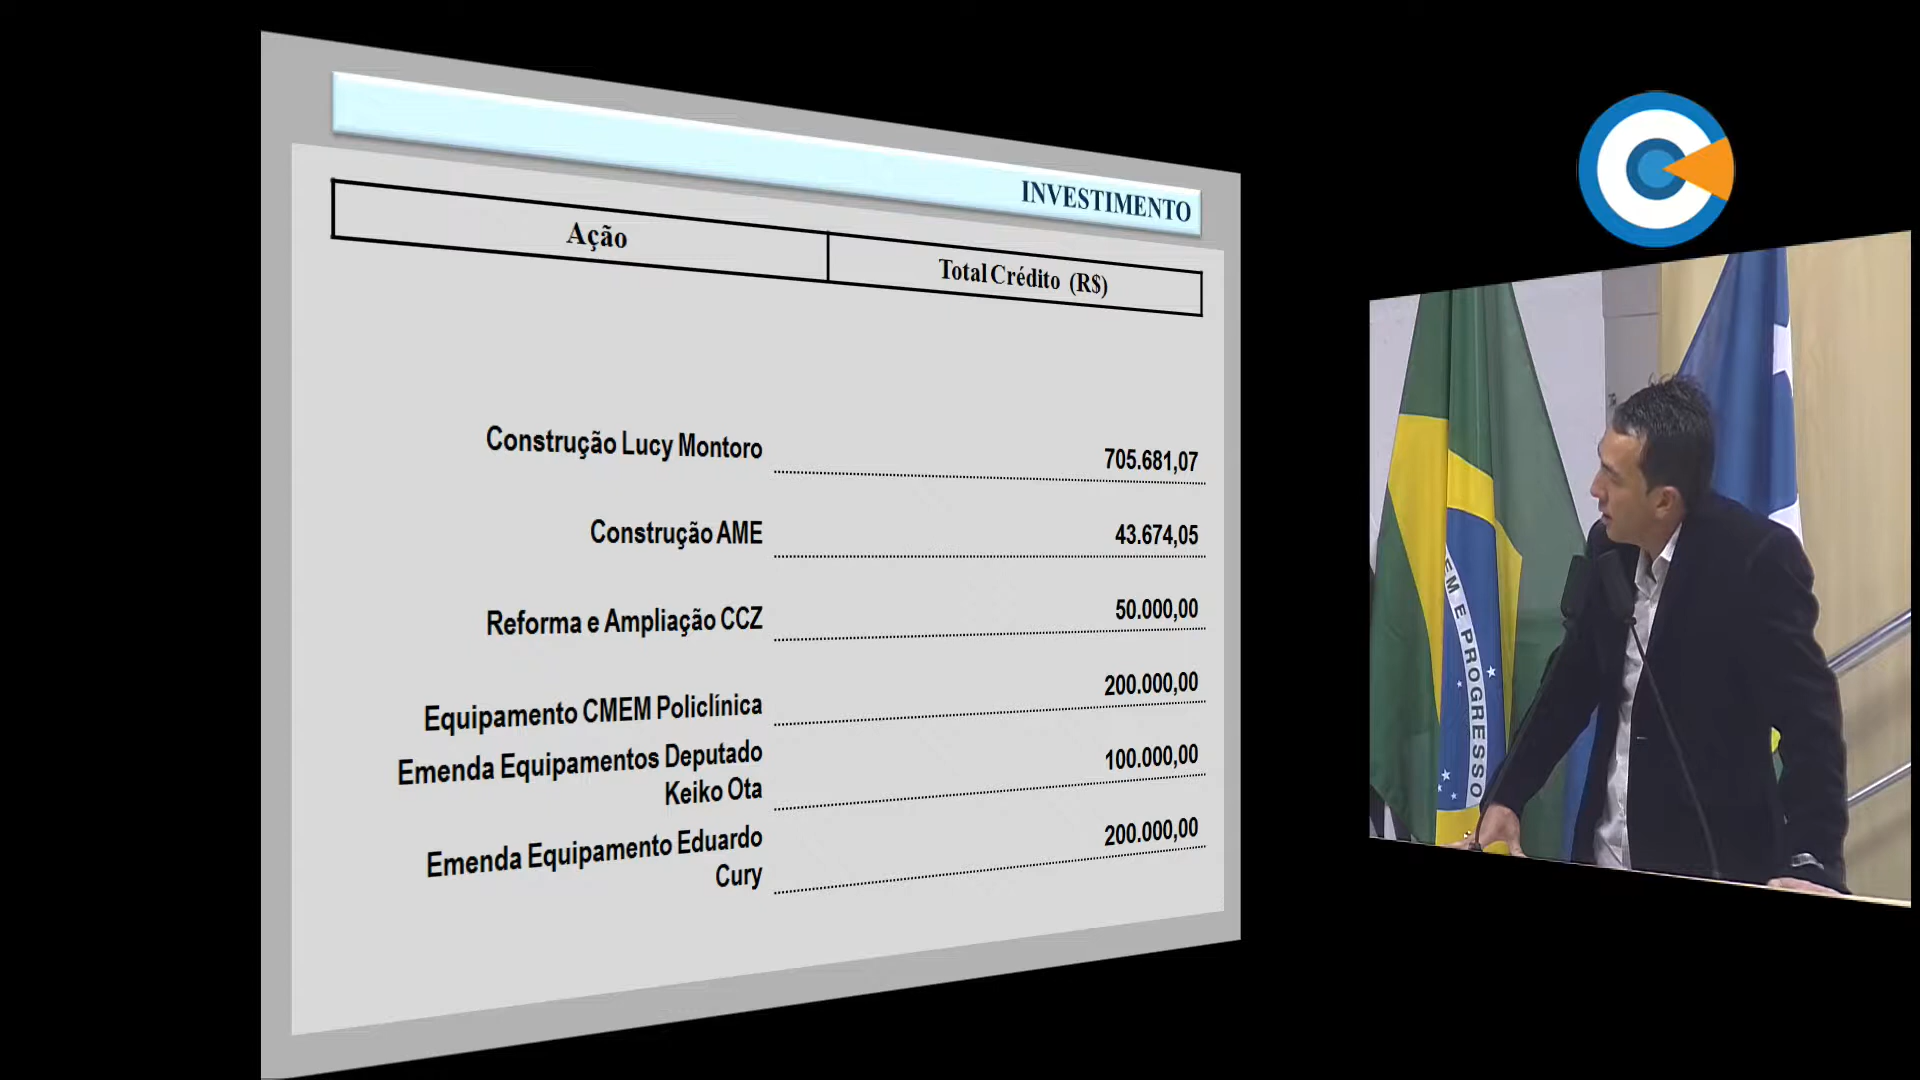 INVESTIMENTO
Ação
Total Crédito (R$)
Construção Lucy Montoro
705.681,07
Construção AME
43.674,05
Reforma e Ampliação CCZ
50.000,00
Equipamento CMEM Policlínica
200.000,00
Emenda Equipamentos Deputado
Keiko Ota
100.000,00
Emenda Equipamento Eduardo
Cury
200.000,00
EM E PROGRESSO